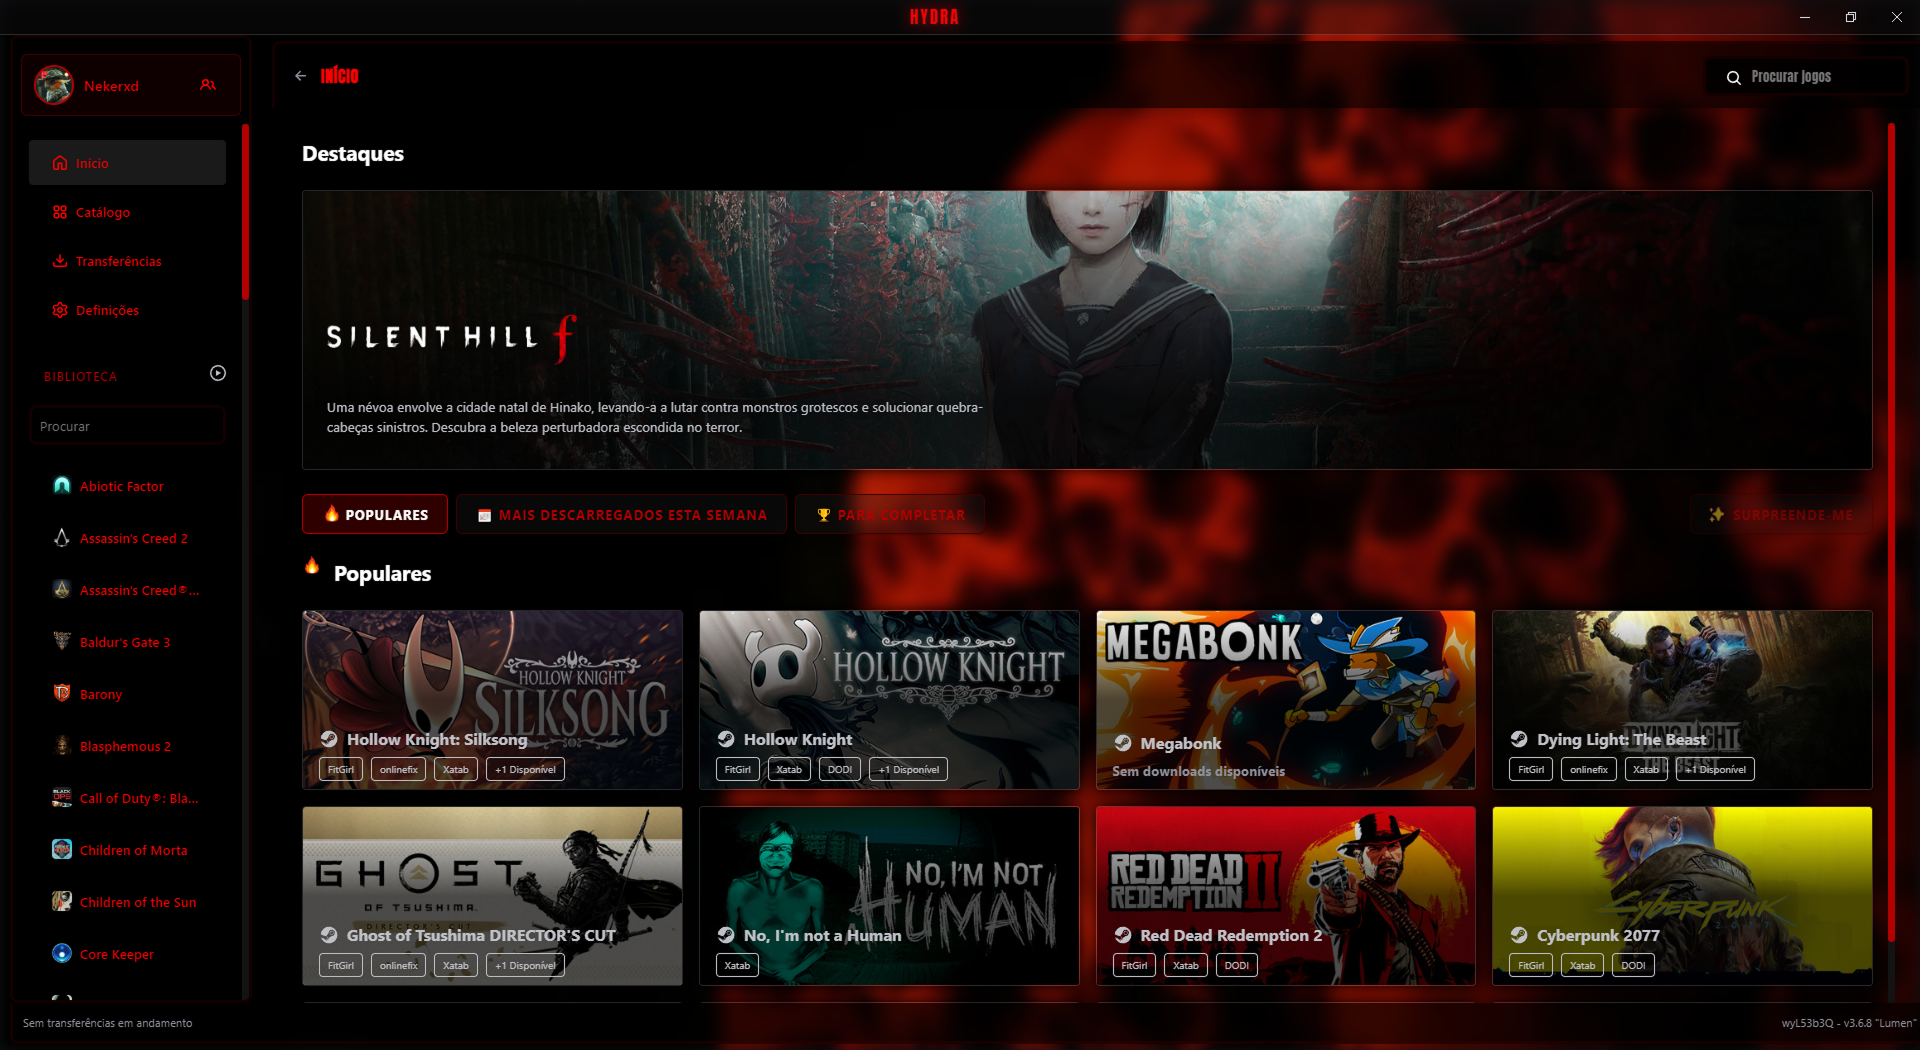 HYDRA
Nekerxd
INÍCIO
Procurar jogos
Início
Catálogo
Transferências
Definições
BIBLIOTECA
Procurar
Abiotic Factor
Assassin's Creed 2
Assassin's Creed®...
Baldur's Gate 3
Barony
Blasphemous 2
Call of Duty®: Bla...
Children of Morta
Children of the Sun
Core Keeper
Destaques
SILENT HILL f
Uma névoa envolve a cidade natal de Hinako, levando-a a lutar contra monstros grotescos e solucionar quebra-
cabeças sinistros. Descubra a beleza perturbadora escondida no terror.
POPULARES
MAIS DESCARREGADOS ESTA SEMANA
PARA COMPLETAR
SURPREENDE-ME
Populares
HOLLOW KNIGHT
SILKSONG
Hollow Knight: Silksong
FitGirl onlinefix Xatab +1 Disponível
HOLLOW KNIGHT
Hollow Knight
FitGirl Xatab DODI +1 Disponível
MEGABONK
Megabonk
Sem downloads disponíveis
DYING LIGHT
THE BEAST
Dying Light: The Beast
FitGirl onlinefix Xatab +1 Disponível
GHOST
OF TSUSHIMA
DIRECTOR'S CUT
Ghost of Tsushima DIRECTOR'S CUT
FitGirl onlinefix Xatab +1 Disponível
NO, I'M NOT
HUMAN
No, I'm not a Human
Xatab
RED DEAD
REDEMPTION II
Red Dead Redemption 2
FitGirl Xatab DODI
CYBERPUNK
2077
Cyberpunk 2077
FitGirl Xatab DODI
Sem transferências em andamento
wyL53b3Q - v3.6.8 "Lumen"